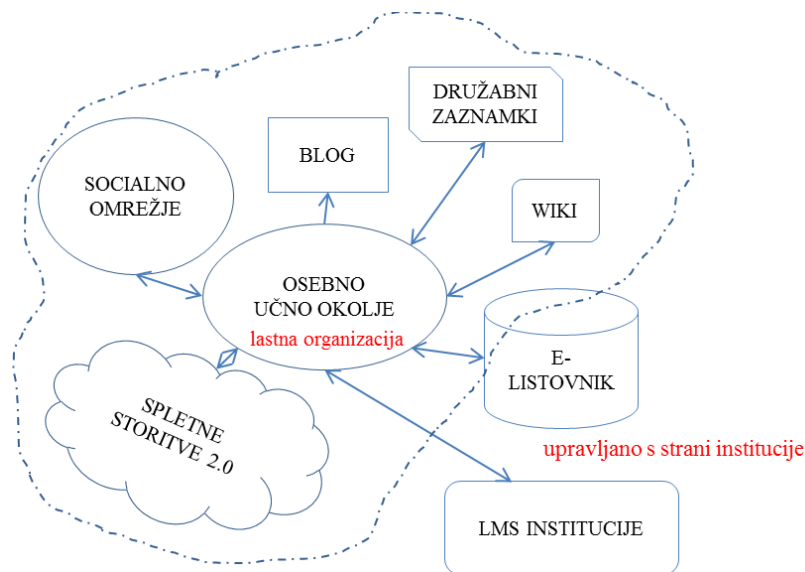 DRUŽABNI
ZAZNAMKI
BLOG
SOCIALNO
OMREŽJE
WIKI
OSEBNO
UČNO OKOLJE
lastna organizacija
E-
LISTOVNIK
SPLETNE
STORITVE 2.0
upravljano s strani institucije
LMS INSTITUCIJE